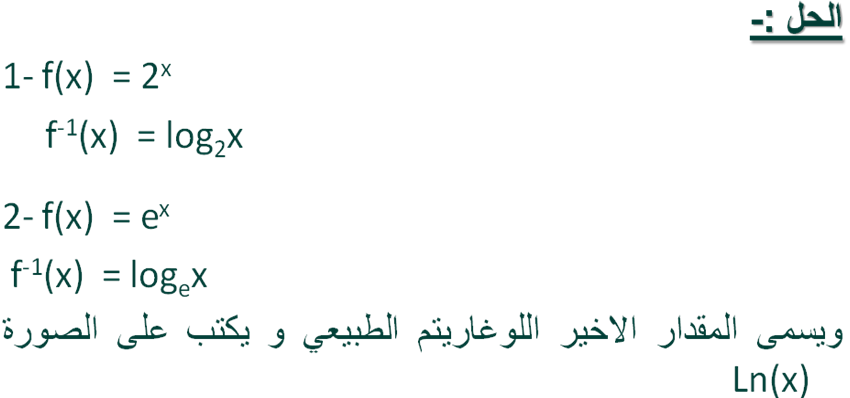 الحل :-
1- f(x) = 2ˣ
f⁻¹(x) = log₂x
2- f(x) = eˣ
f⁻¹(x) = logₑx
ويسمى المقدار الاخير اللوغاريتم الطبيعي و يكتب على الصورة
Ln(x)